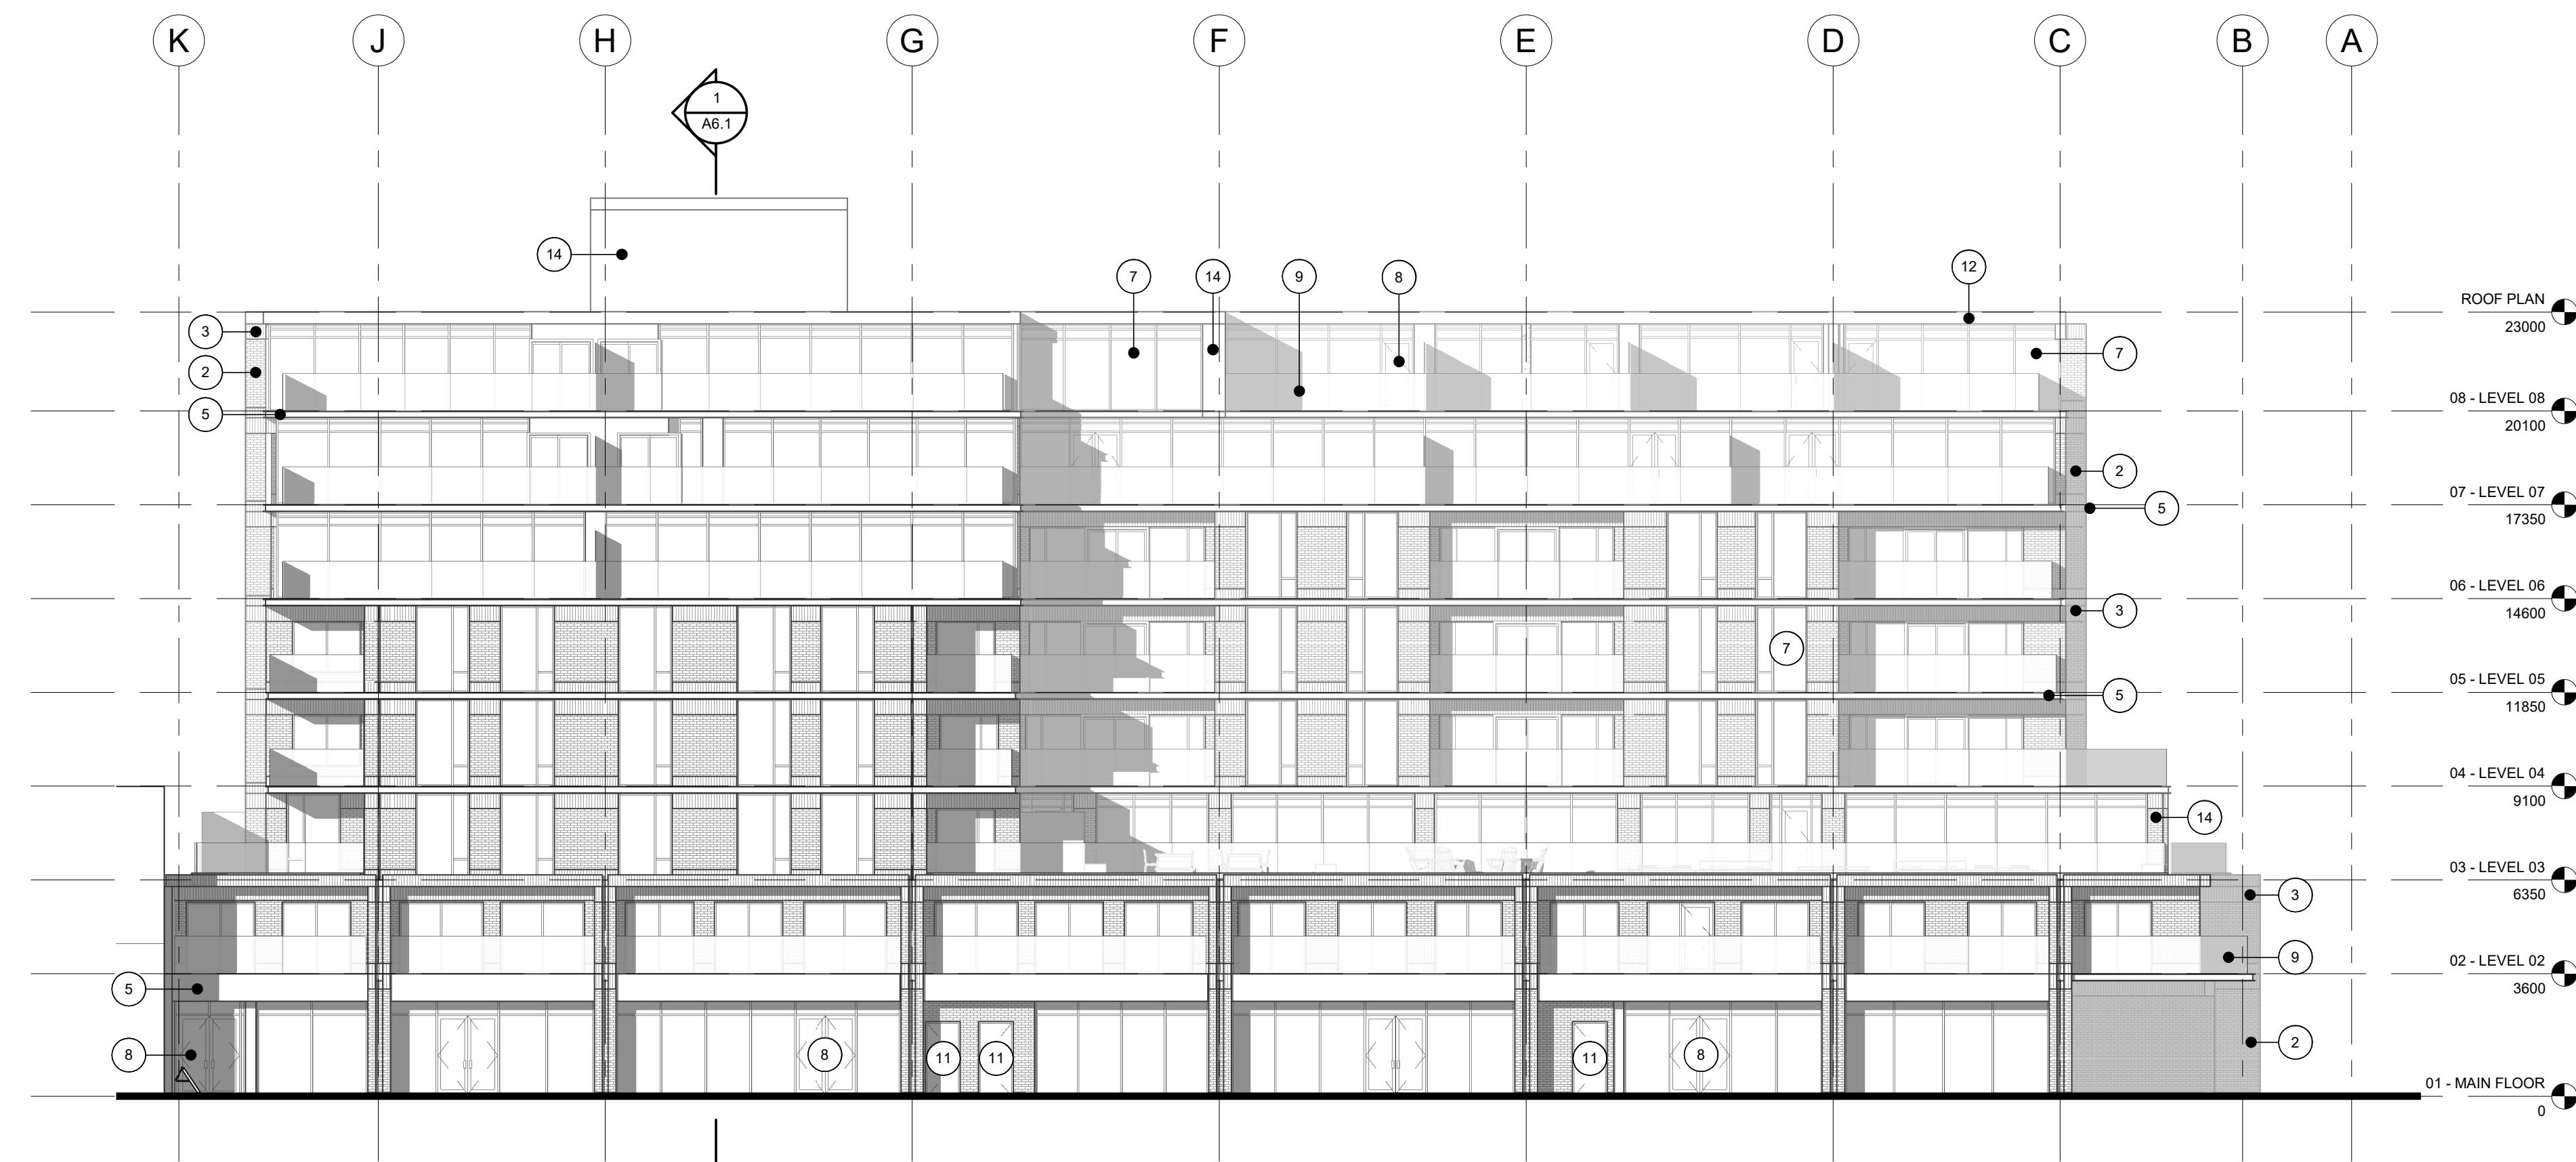 K J H G F E D C B A
1
A6.1
14
7 14 9 8 12
ROOF PLAN
23000
3
7
2
08 - LEVEL 08
20100
5
2
07 - LEVEL 07
17350
5
06 - LEVEL 06
14600
3
7
05 - LEVEL 05
11850
5
04 - LEVEL 04
9100
14
03 - LEVEL 03
6350
3
9
02 - LEVEL 02
3600
5
2
8 8 11 11 11 8
01 - MAIN FLOOR
0